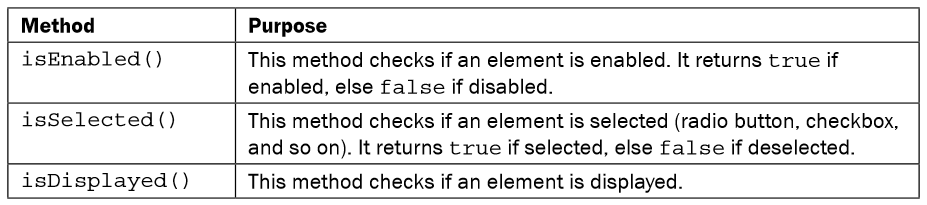 Method Purpose
isEnabled() This method checks if an element is enabled. It returns true if
enabled, else false if disabled.
isSelected() This method checks if an element is selected (radio button, checkbox,
and so on). It returns true if selected, else false if deselected.
isDisplayed() This method checks if an element is displayed.